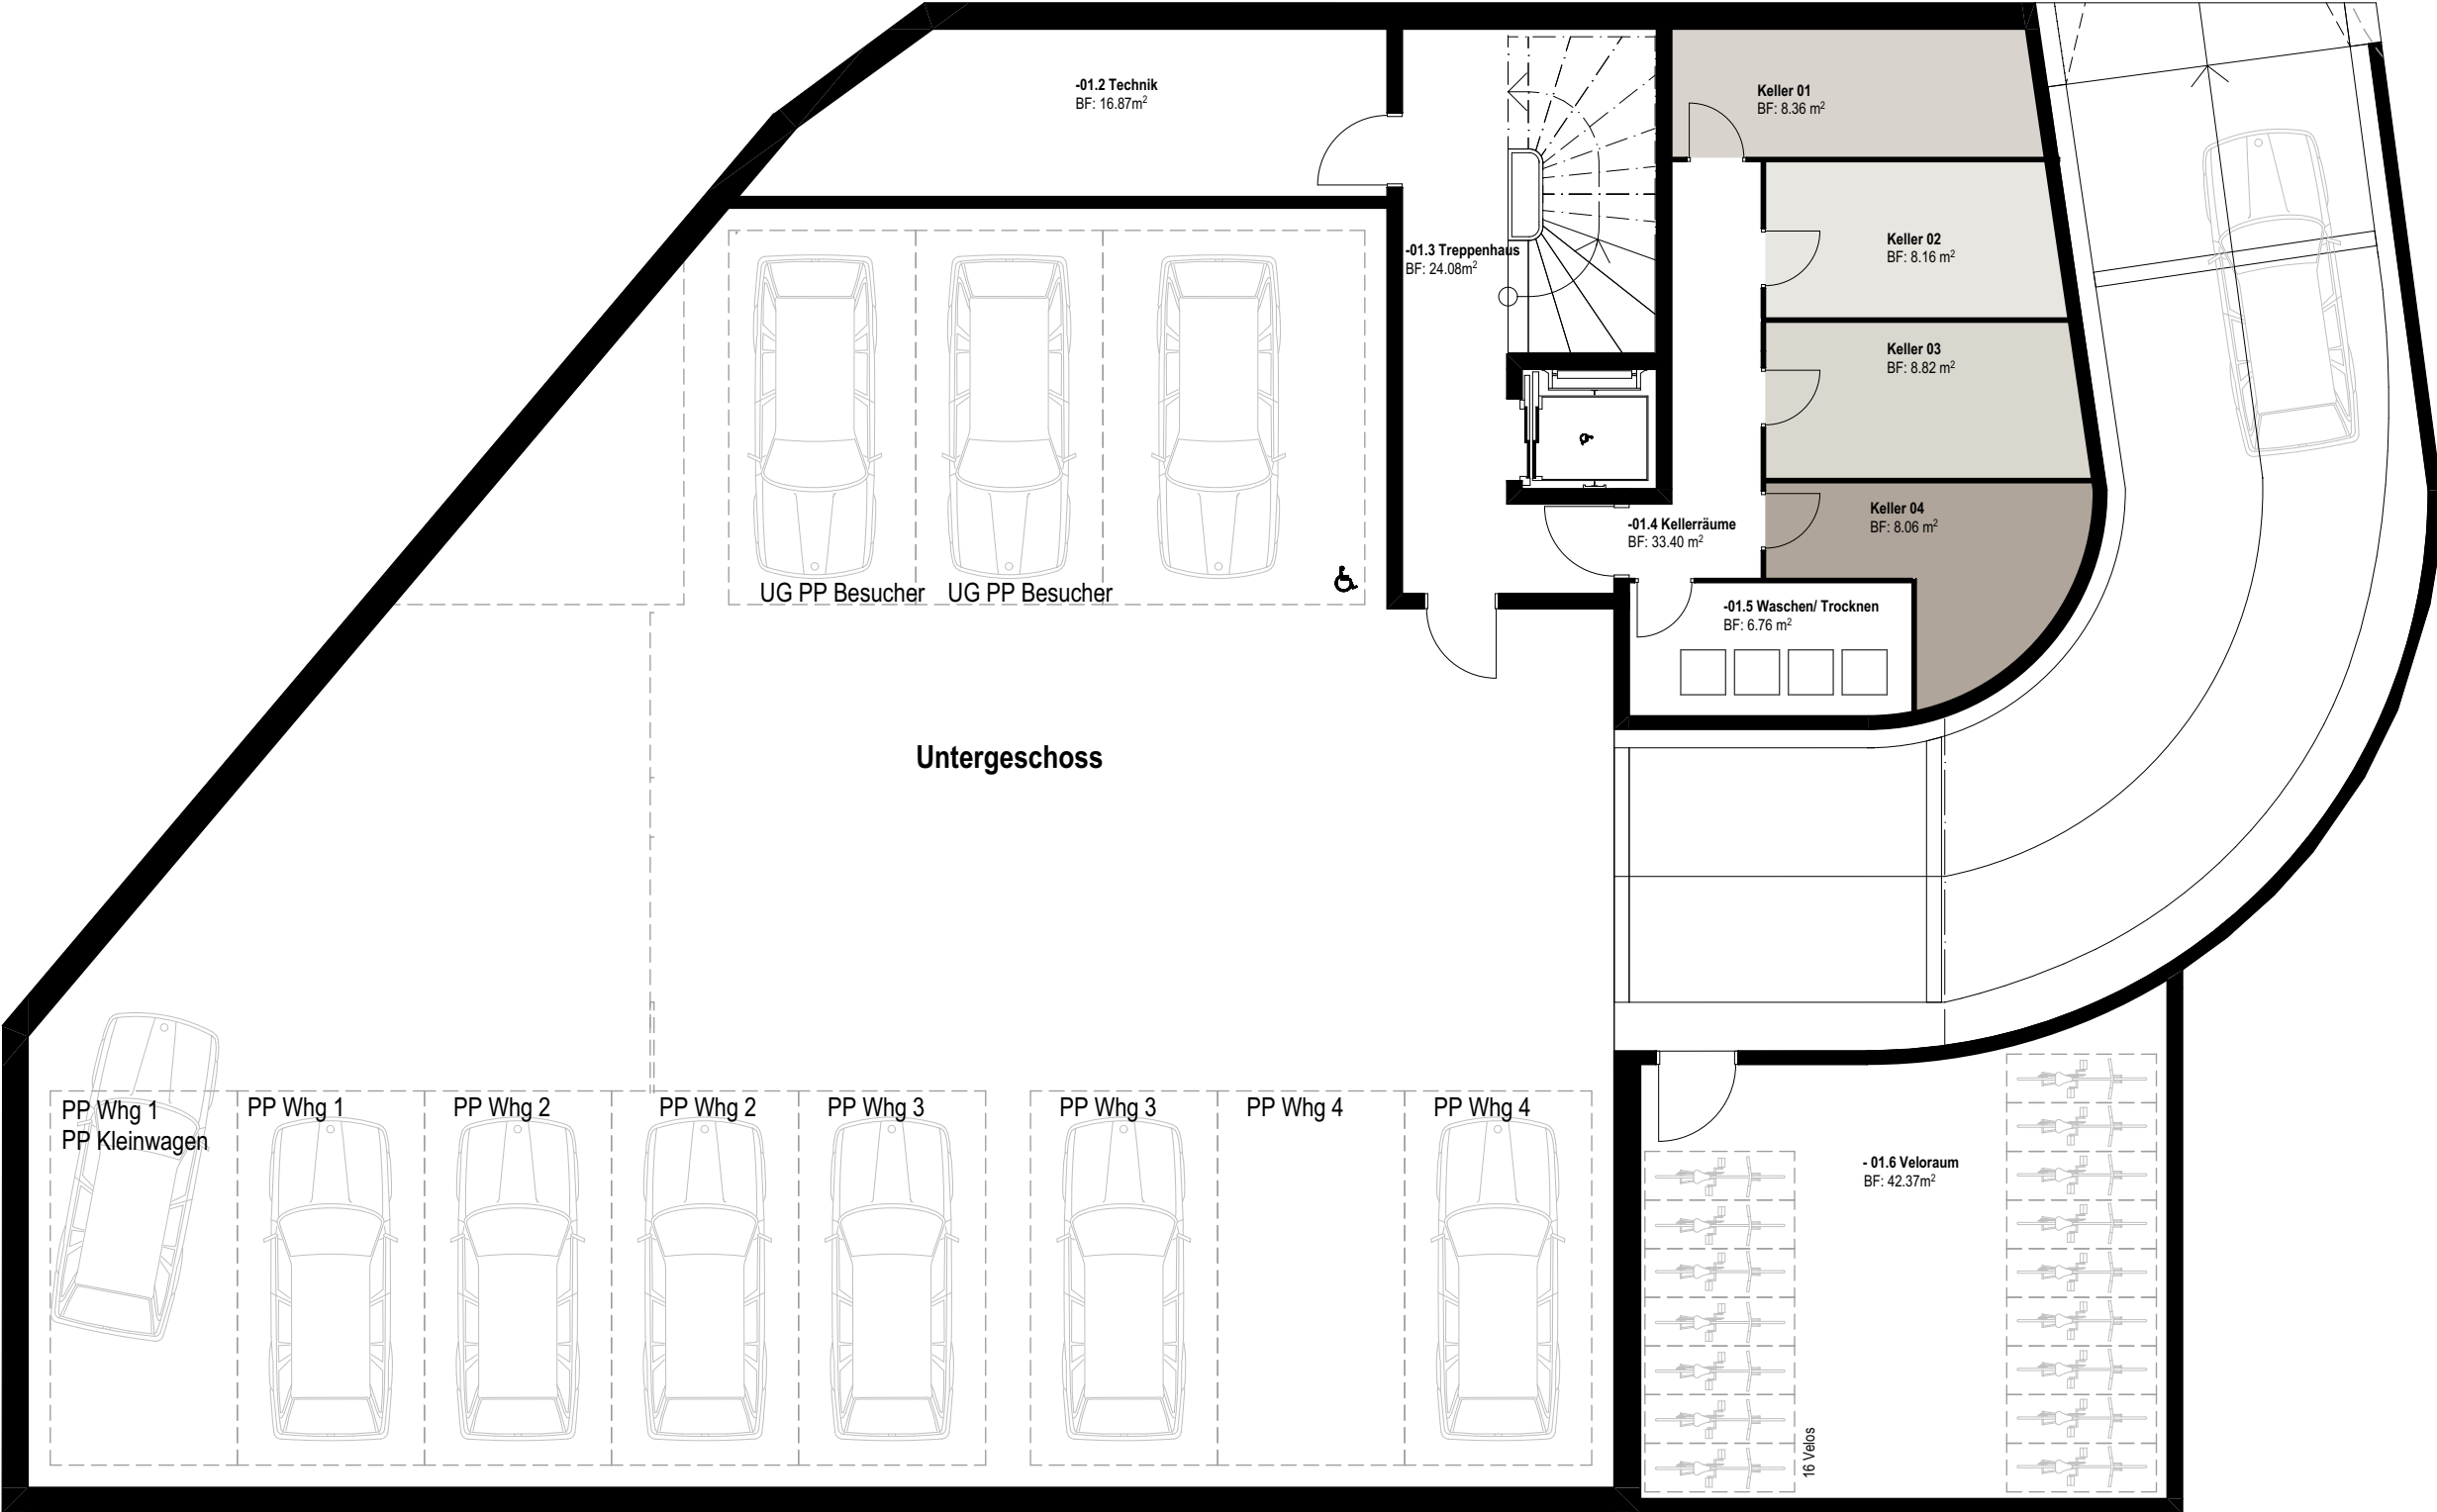 -01.2 Technik
BF: 16.87m²
Keller 01
BF: 8.36 m²
-01.3 Treppenhaus
BF: 24.08m²
Keller 02
BF: 8.16 m²
Keller 03
BF: 8.82 m²
Keller 04
BF: 8.06 m²
-01.4 Kellerräume
BF: 33.40 m²
UG PP Besucher
UG PP Besucher
-01.5 Waschen/ Trocknen
BF: 6.76 m²
Untergeschoss
PP Whg 1
PP Kleinwagen
PP Whg 1
PP Whg 2
PP Whg 2
PP Whg 3
PP Whg 3
PP Whg 4
PP Whg 4
- 01.6 Veloraum
BF: 42.37m²
16 Velos